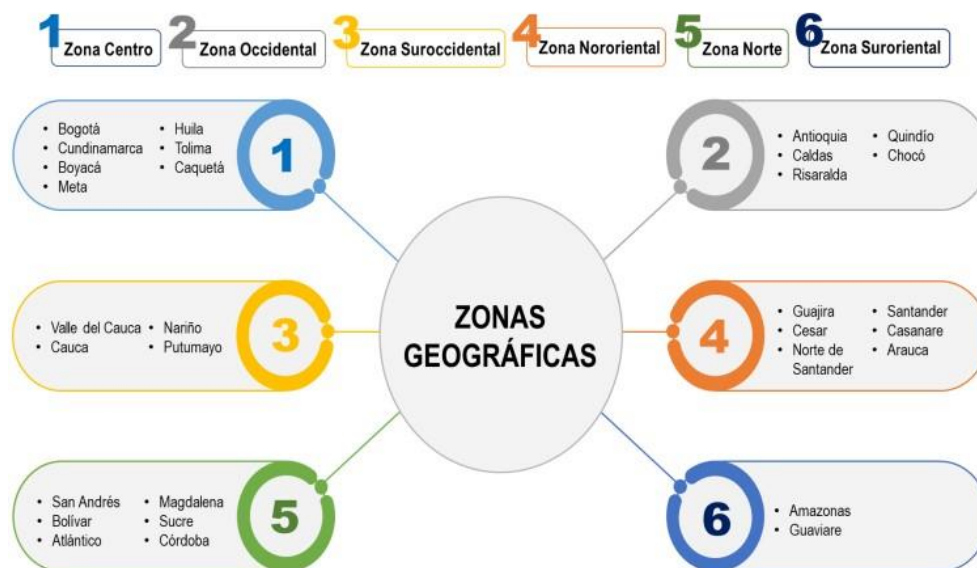 1 Zona Centro
2 Zona Occidental
3 Zona Suroccidental
4 Zona Nororiental
5 Zona Norte
6 Zona Suroriental
• Bogotá
• Cundinamarca
• Boyacá
• Meta
• Huila
• Tolima
• Caquetá
1
2
• Antioquia
• Caldas
• Risaralda
• Quindío
• Chocó
ZONAS
GEOGRÁFICAS
• Valle del Cauca
• Cauca
• Nariño
• Putumayo
3
4
• Guajira
• Cesar
• Norte de
Santander
• Santander
• Casanare
• Arauca
• San Andrés
• Bolívar
• Atlántico
• Magdalena
• Sucre
• Córdoba
5
6
• Amazonas
• Guaviare